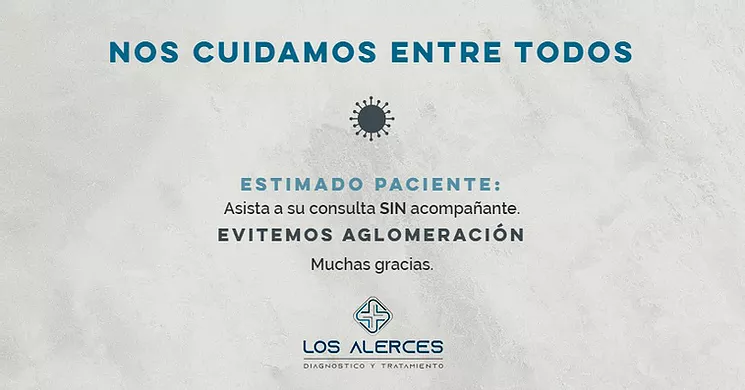 NOS CUIDAMOS ENTRE TODOS
ESTIMADO PACIENTE:
Asista a su consulta SIN acompañante.
EVITEMOS AGLOMERACIÓN
Muchas gracias.
LOS ALERCES
DIAGNOSTICO Y TRATAMIENTO